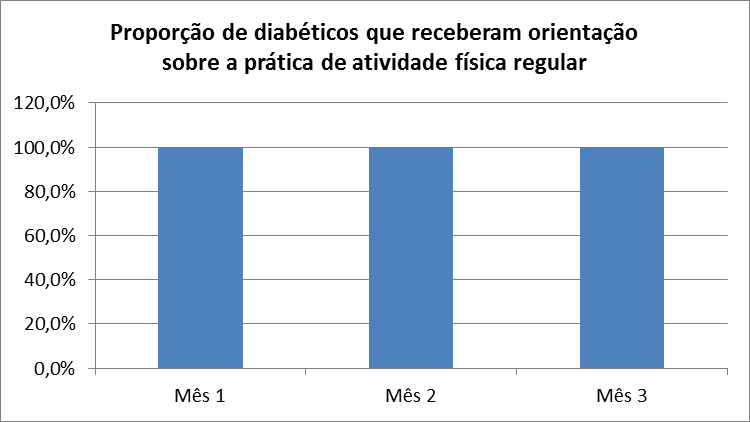 Proporção de diabéticos que receberam orientação
sobre a prática de atividade física regular
120,0%
100,0%
80,0%
60,0%
40,0%
20,0%
0,0%
Mês 1
Mês 2
Mês 3